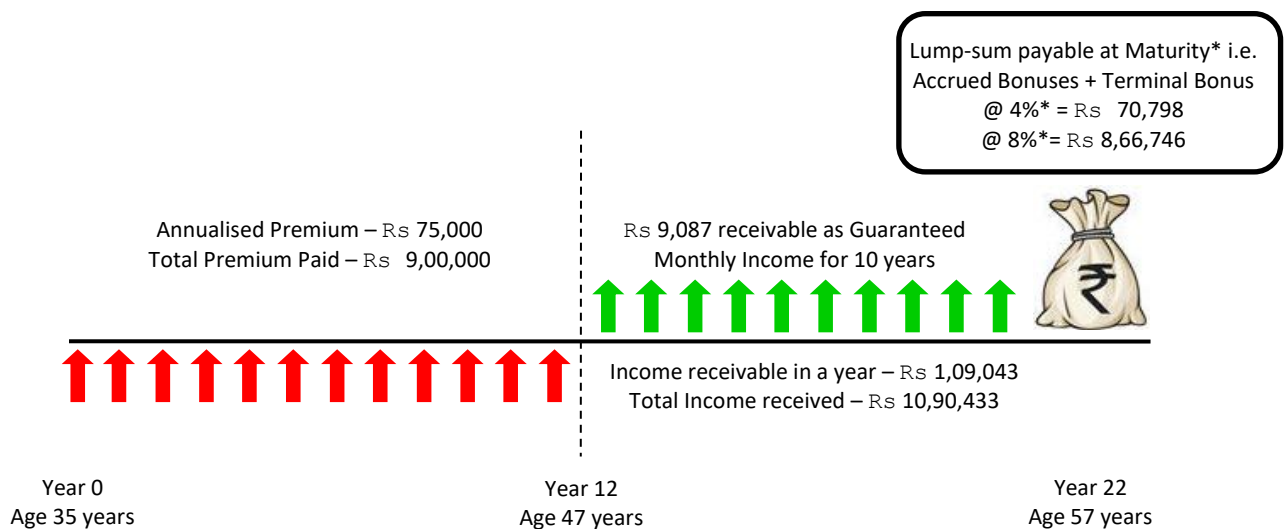 Lump-sum payable at Maturity* i.e.
Accrued Bonuses + Terminal Bonus
@ 4%* = Rs 70,798
@ 8%*= Rs 8,66,746
Annualised Premium – Rs 75,000
Total Premium Paid – Rs 9,00,000
Rs 9,087 receivable as Guaranteed
Monthly Income for 10 years
₹
Income receivable in a year – Rs 1,09,043
Total Income received – Rs 10,90,433
Year 0
Age 35 years
Year 12
Age 47 years
Year 22
Age 57 years